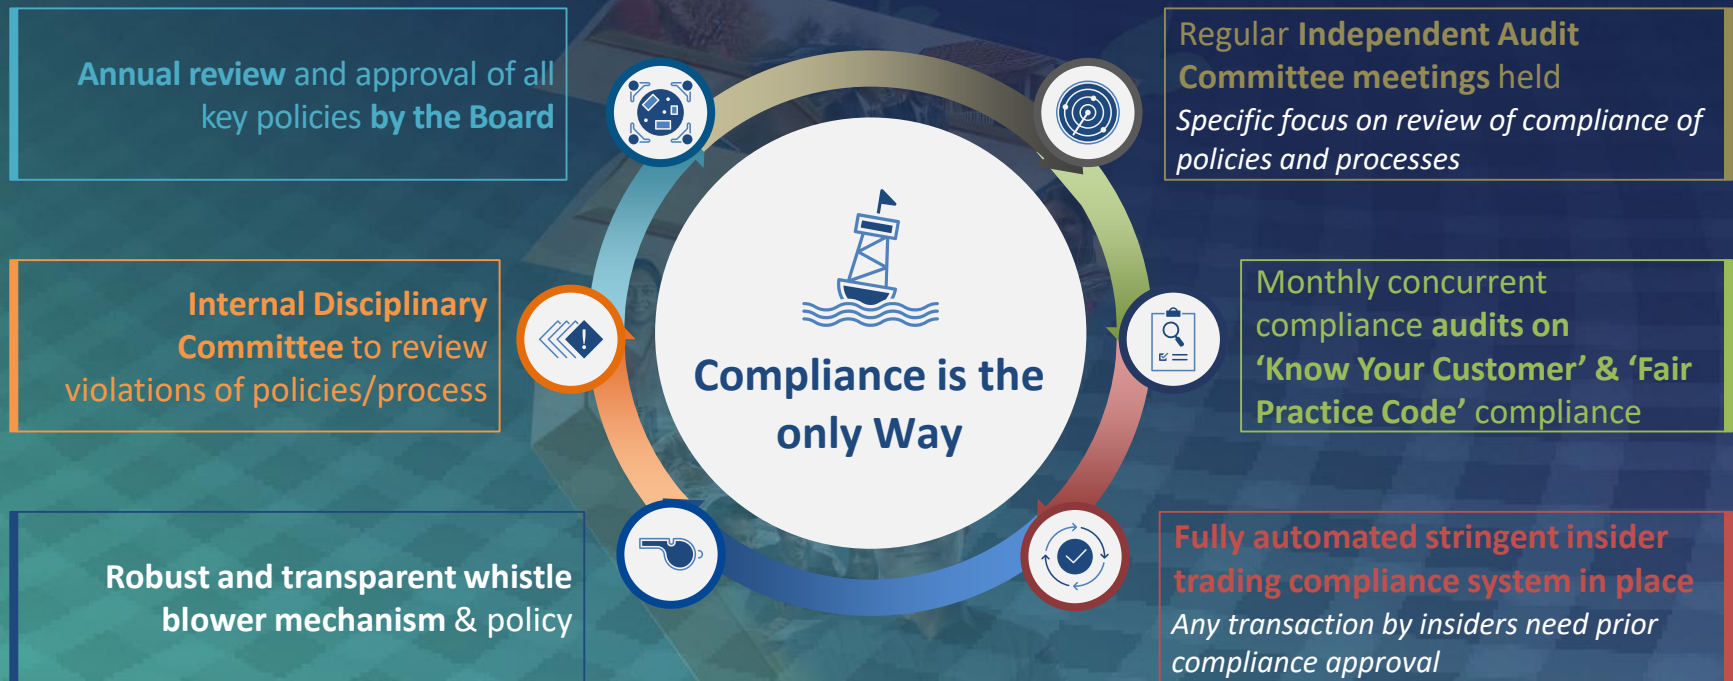 Annual review and approval of all
key policies by the Board
Regular Independent Audit
Committee meetings held
Specific focus on review of compliance of
policies and processes
Internal Disciplinary
Committee to review
violations of policies/process
Compliance is the
only Way
Monthly concurrent
compliance audits on
‘Know Your Customer’ & ‘Fair
Practice Code’ compliance
Robust and transparent whistle
blower mechanism & policy
Fully automated stringent insider
trading compliance system in place
Any transaction by insiders need prior
compliance approval